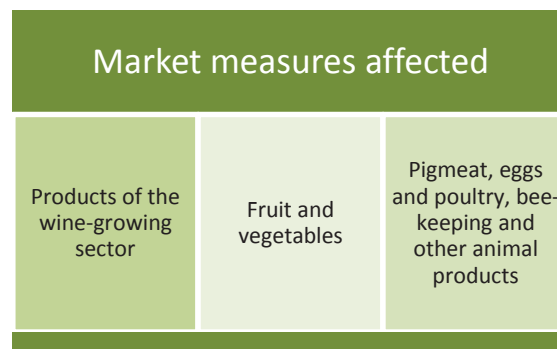 Market measures affected
Products of the
wine-growing
sector
Fruit and
vegetables
Pigmeat, eggs
and poultry, bee-
keeping and
other animal
products